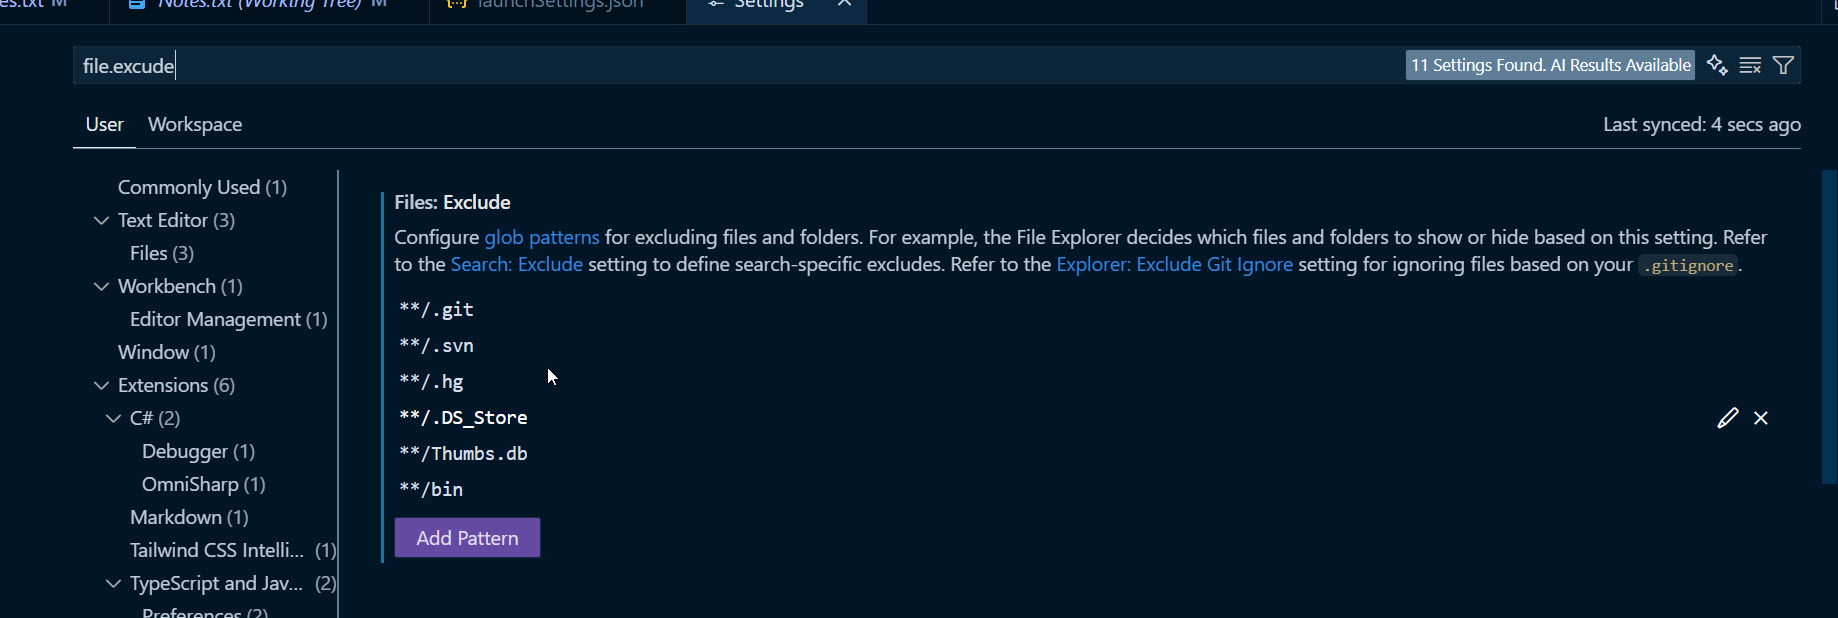 es.txt M
Notes.txt (Working Tree) M
launchSettings.json
Settings
file.excude
11 Settings Found. AI Results Available
User
Workspace
Last synced: 4 secs ago
Commonly Used (1)
Text Editor (3)
Files (3)
Workbench (1)
Editor Management (1)
Window (1)
Extensions (6)
C# (2)
Debugger (1)
OmniSharp (1)
Markdown (1)
Tailwind CSS Intelli... (1)
TypeScript and Jav... (2)
Preferences (2)
Files: Exclude
Configure glob patterns for excluding files and folders. For example, the File Explorer decides which files and folders to show or hide based on this setting. Refer
to the Search: Exclude setting to define search-specific excludes. Refer to the Explorer: Exclude Git Ignore setting for ignoring files based on your .gitignore.
**/.git
**/.svn
**/.hg
**/.DS_Store
**/Thumbs.db
**/bin
Add Pattern